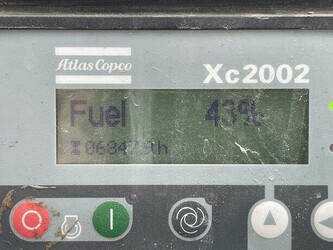 Atlas Copco
Xc2002
Fuel 43%